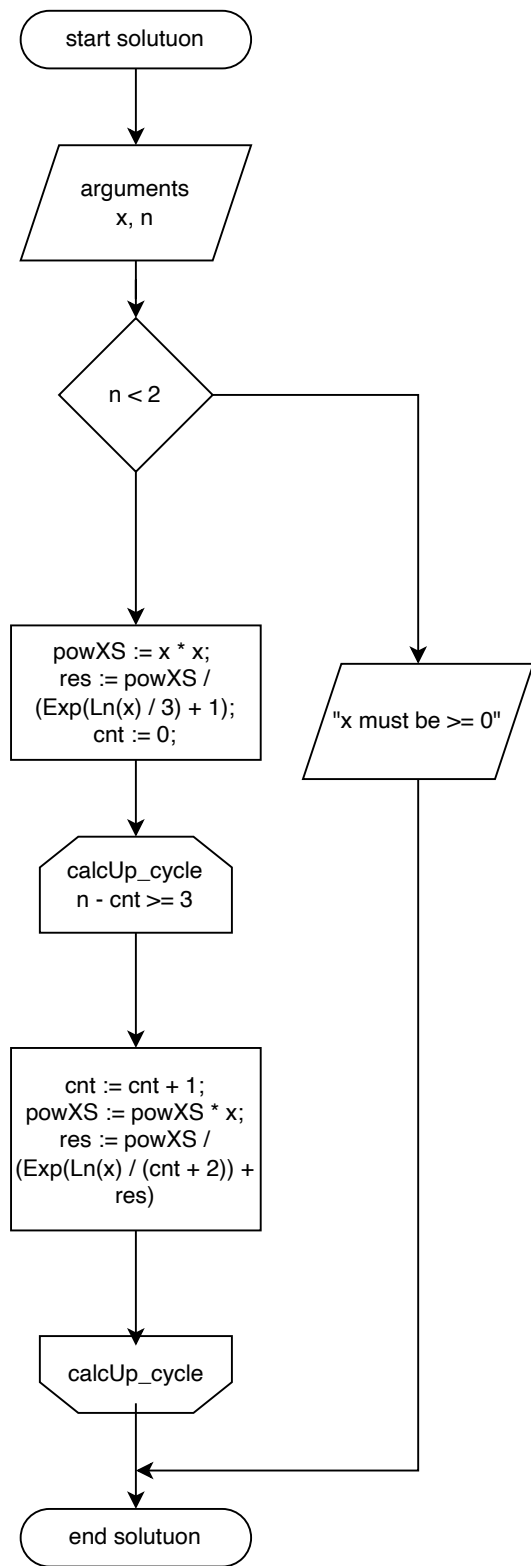 start solutuon
arguments
x, n
n < 2
powXS := x * x;
res := powXS /
(Exp(Ln(x) / 3) + 1);
cnt := 0;
"x must be >= 0"
calcUp_cycle
n - cnt >= 3
cnt := cnt + 1;
powXS := powXS * x;
res := powXS /
(Exp(Ln(x) / (cnt + 2)) +
res)
calcUp_cycle
end solutuon